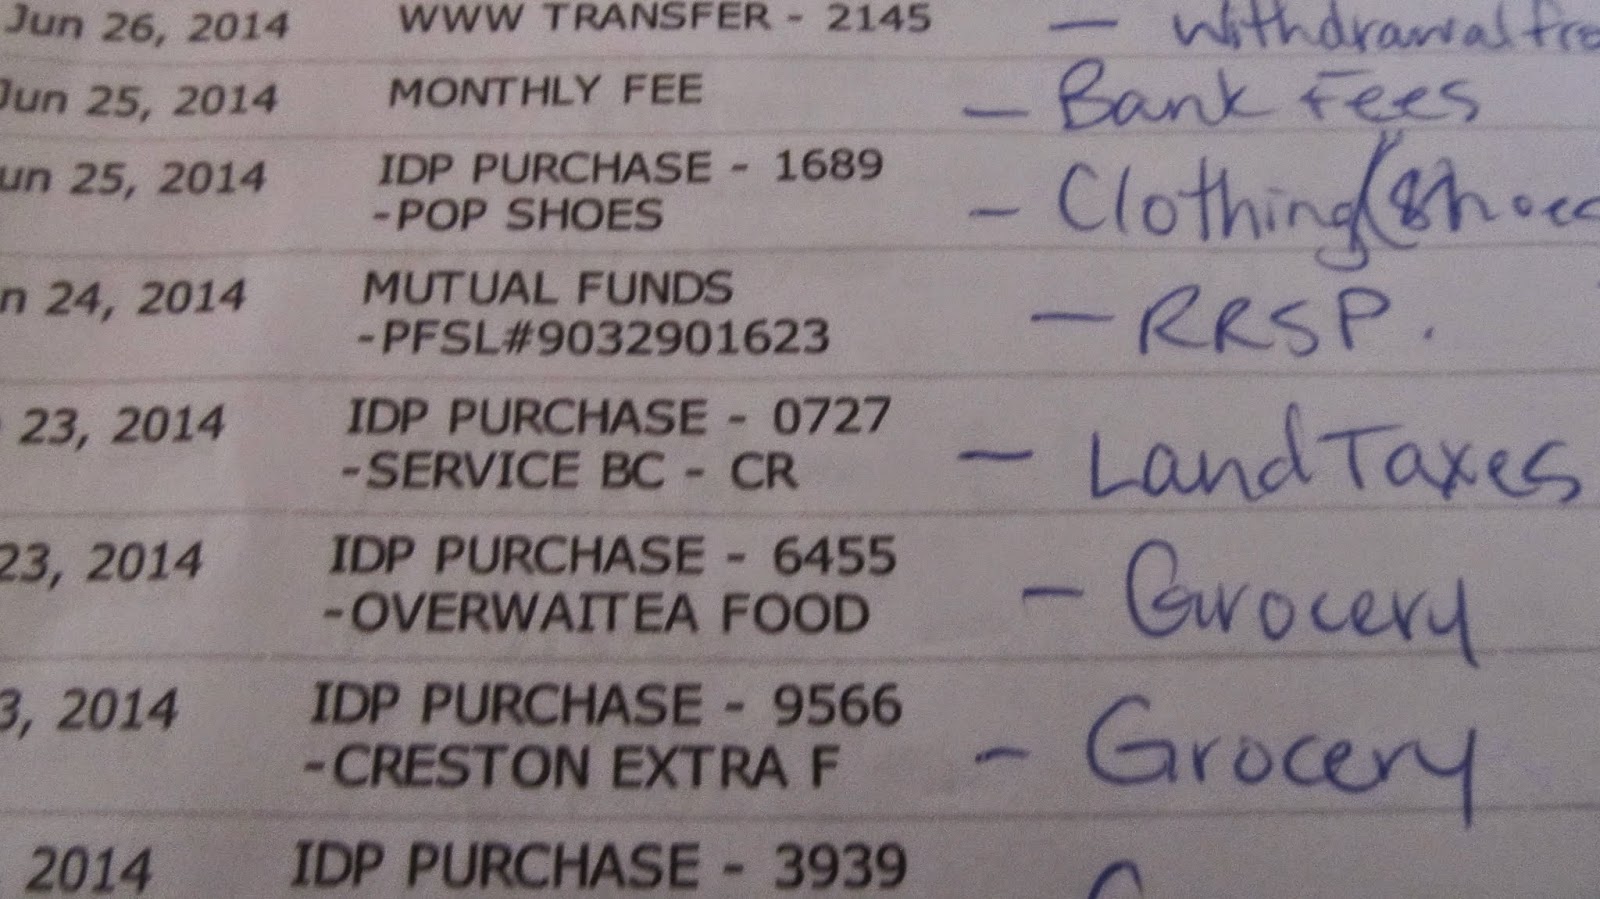 Jun 26, 2014 WWW TRANSFER - 2145 - Withdrawal fro
Jun 25, 2014 MONTHLY FEE - Bank Fees
un 25, 2014 IDP PURCHASE - 1689
-POP SHOES - Clothing (shoes
n 24, 2014 MUTUAL FUNDS - RRSP.
-PFSL#9032901623
23, 2014 IDP PURCHASE - 0727
-SERVICE BC - CR - Land Taxes
23, 2014 IDP PURCHASE - 6455
-OVERWAITEA FOOD - Grocery
3, 2014 IDP PURCHASE - 9566
-CRESTON EXTRA F - Grocery
2014 IDP PURCHASE - 3939